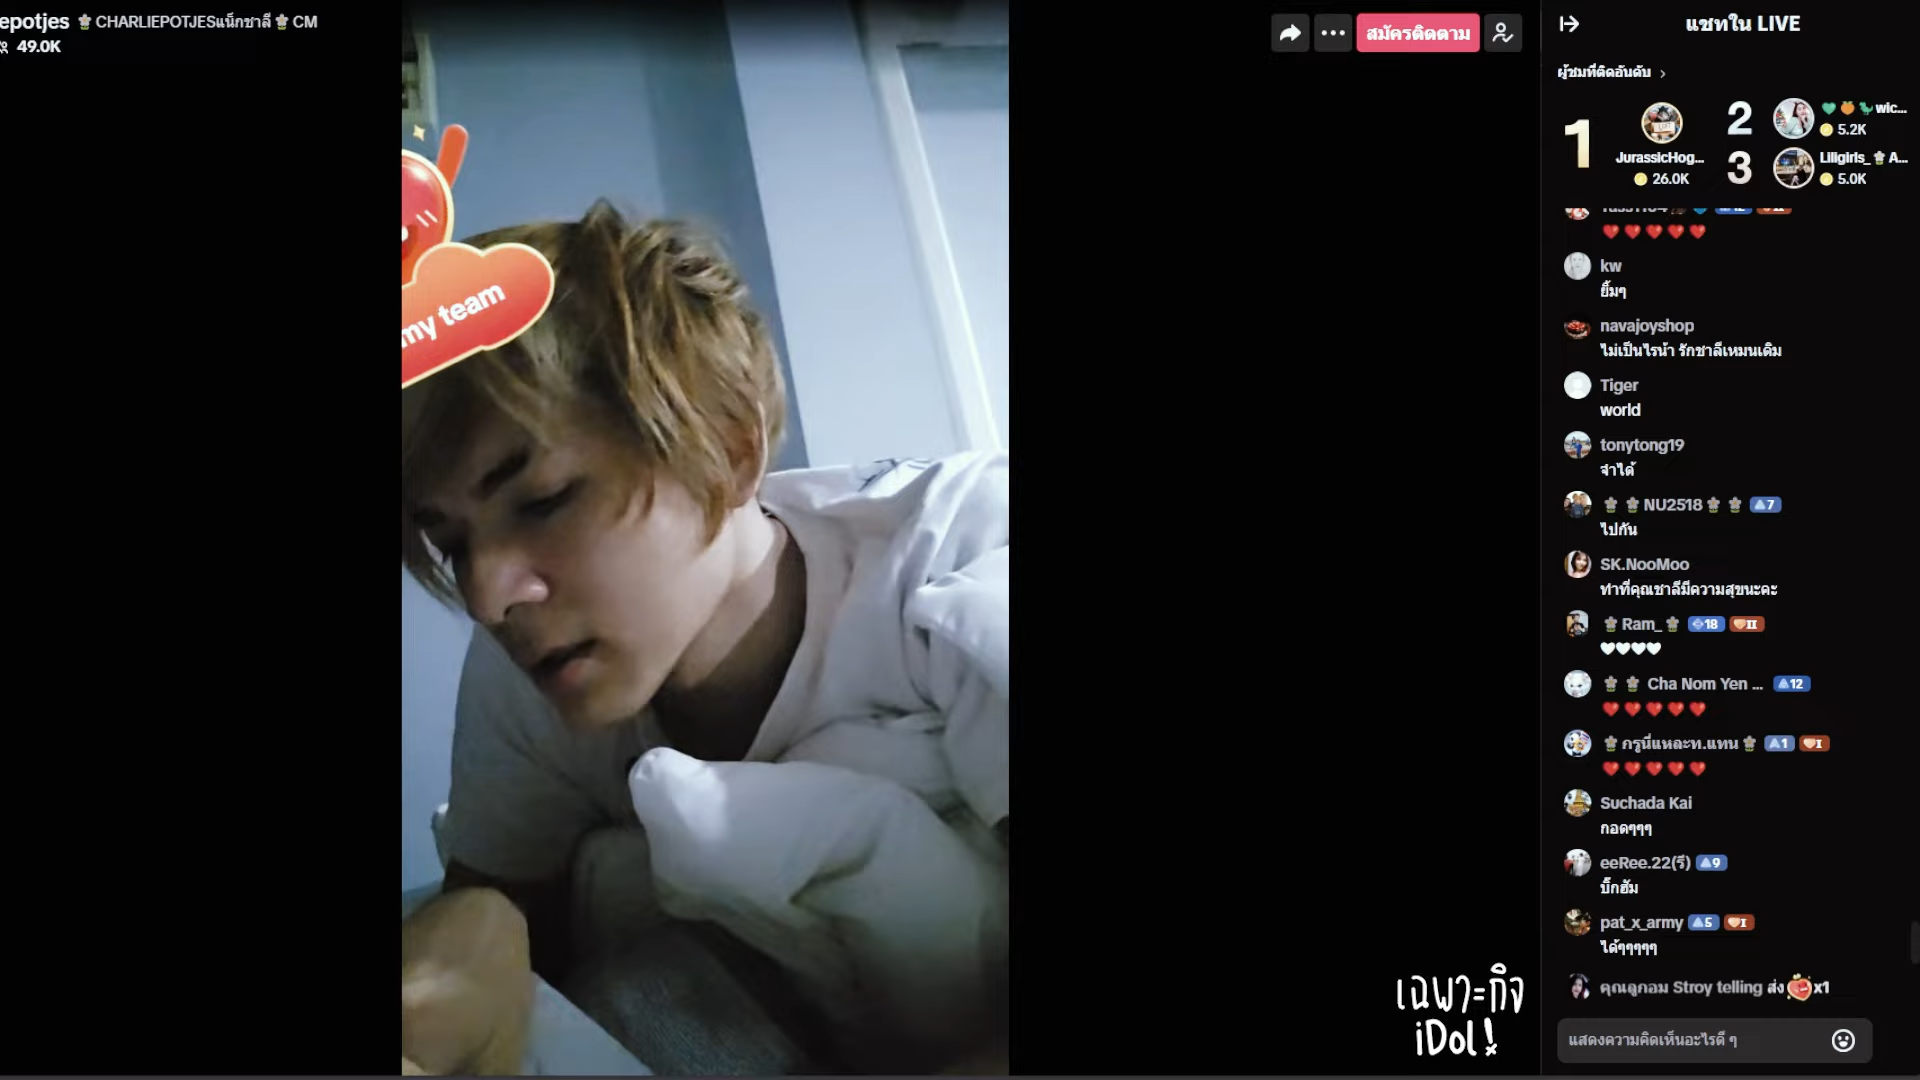 epotjes CHARLIEPOTJESแน็กชาลี CM
49.0K
my team
สมัครติดตาม
แชทใน LIVE
ผู้ชมที่ติดอันดับ
1
JurassicHog...
26.0K
2
wic...
5.2K
3
Liligirls_ A...
5.0K
kw
ยิ้มๆ
navajoyshop
ไม่เป็นไรน้า รักชาลีเหมนเดิม
Tiger
world
tonytong19
จำได้
NU2518 7
ไปกัน
SK.NooMoo
ท่าที่คุณชาลีมีความสุขนะคะ
Ram_ 18 II
Cha Nom Yen ... 12
กรูนี่แหละท.แทน 1 I
Suchada Kai
กอดๆๆๆ
eeRee.22(รี) 9
บิ๊กฮัม
pat_x_army 5 I
ได้ๆๆๆๆๆ
คุณลูกอม Stroy telling ส่ง x1
แสดงความคิดเห็นอะไรดี ๆ
เฉพาะกิจ
iDol!